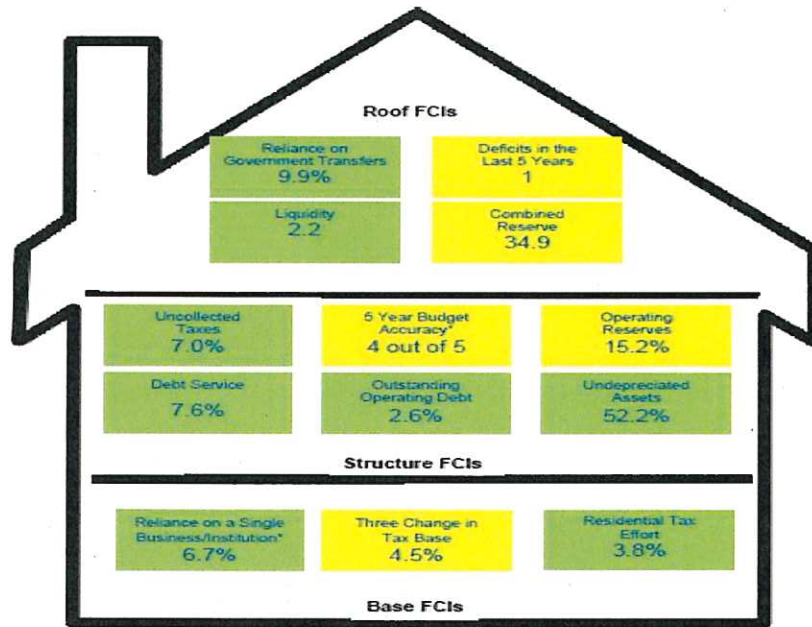 Roof FCIs
Reliance on
Government Transfers
9.9%
Deficits in the
Last 5 Years
1
Liquidity
2.2
Combined
Reserve
34.9
Uncollected
Taxes
7.0%
5 Year Budget
Accuracy*
4 out of 5
Operating
Reserves
15.2%
Debt Service
7.6%
Outstanding
Operating Debt
2.6%
Undepreciated
Assets
52.2%
Structure FCIs
Reliance on a Single
Business/Institution*
6.7%
Three Change in
Tax Base
4.5%
Residential Tax
Effort
3.8%
Base FCIs